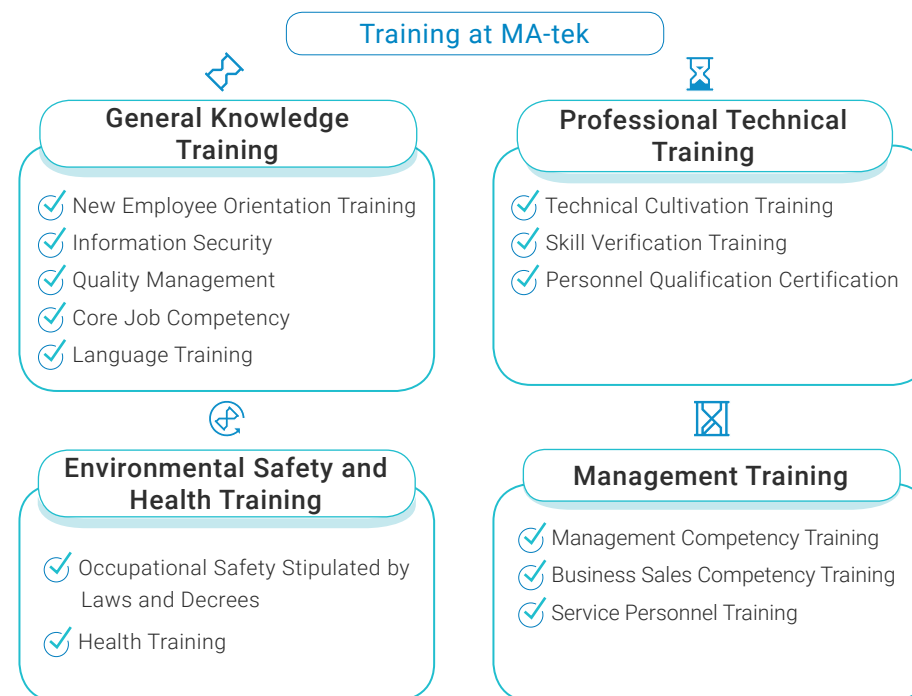 Training at MA-tek
General Knowledge
Training
New Employee Orientation Training
Information Security
Quality Management
Core Job Competency
Language Training
Professional Technical
Training
Technical Cultivation Training
Skill Verification Training
Personnel Qualification Certification
Environmental Safety and
Health Training
Occupational Safety Stipulated by
Laws and Decrees
Health Training
Management Training
Management Competency Training
Business Sales Competency Training
Service Personnel Training